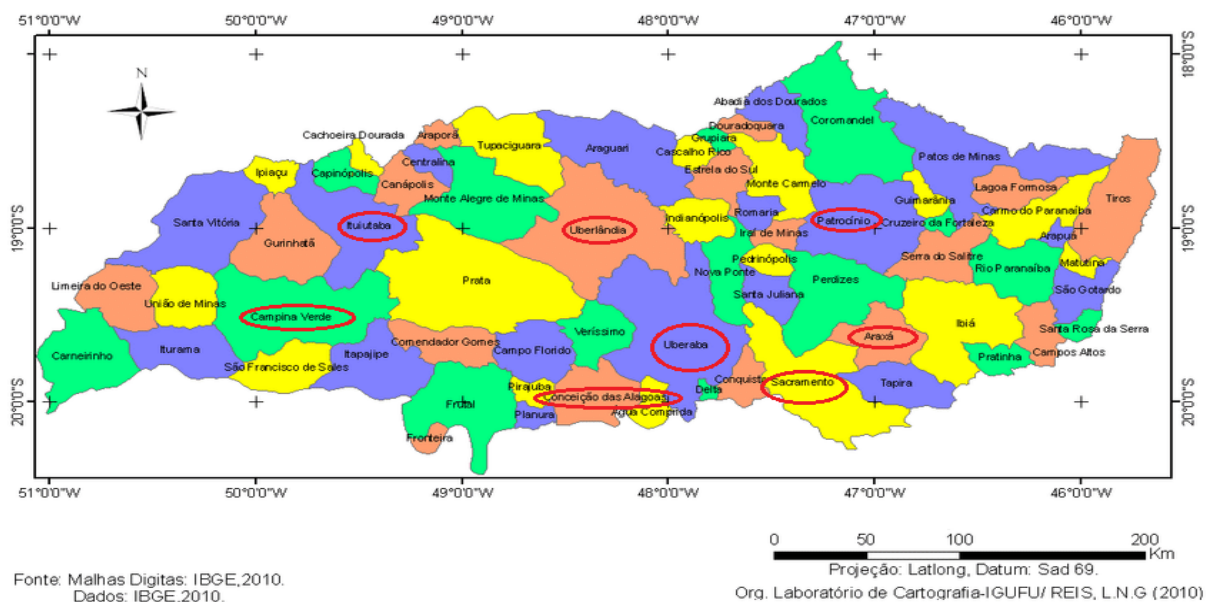 51°0'0"W 50°0'0"W 49°0'0"W 48°0'0"W 47°0'0"W 46°0'0"W
18°0'0"S
18°0'0"S
N
Abadia dos Dourados
Coromandel
Douradoquara
Cachoeira Dourada
Araporã
Tupaciguara
Araguari
Grupiara
Cascalho Rico
Patos de Minas
Centralina
Estrela do Sul
Ipiaçu
Capinópolis
Canápolis
Monte Carmelo
Lagoa Formosa
Monte Alegre de Minas
Guimarânia
Tiros
Carmo do Paranaíba
Santa Vitória
Ituiutaba
Uberlândia
Indianópolis
Romaria
Patrocínio
Cruzeiro da Fortaleza
19°0'0"S
19°0'0"S
Iraí de Minas
Arapuá
Gurinhatã
Serra do Salitre
Pedrinópolis
Matutina
Rio Paranaíba
Nova Ponte
Perdizes
Prata
Limeira do Oeste
Santa Juliana
São Gotardo
União de Minas
Campina Verde
Veríssimo
Ibiá
Santa Rosa da Serra
Araxá
Comendador Gomes
Uberaba
Carneirinho
Iturama
Itapajipe
Campo Florido
Pratinha
Campos Altos
São Francisco de Sales
Conquista
Sacramento
Tapira
Pirajuba
Delta
Conceição das Alagoas
20°0'0"S
20°0'0"S
Frutal
Planura
Água Comprida
Fronteira
51°0'0"W 50°0'0"W 49°0'0"W 48°0'0"W 47°0'0"W 46°0'0"W
0 50 100 200
Km
Projeção: Latlong, Datum: Sad 69.
Fonte: Malhas Digitas: IBGE,2010.
Dados: IBGE,2010.
Org. Laboratório de Cartografia-IGUFU/ REIS, L.N.G (2010)